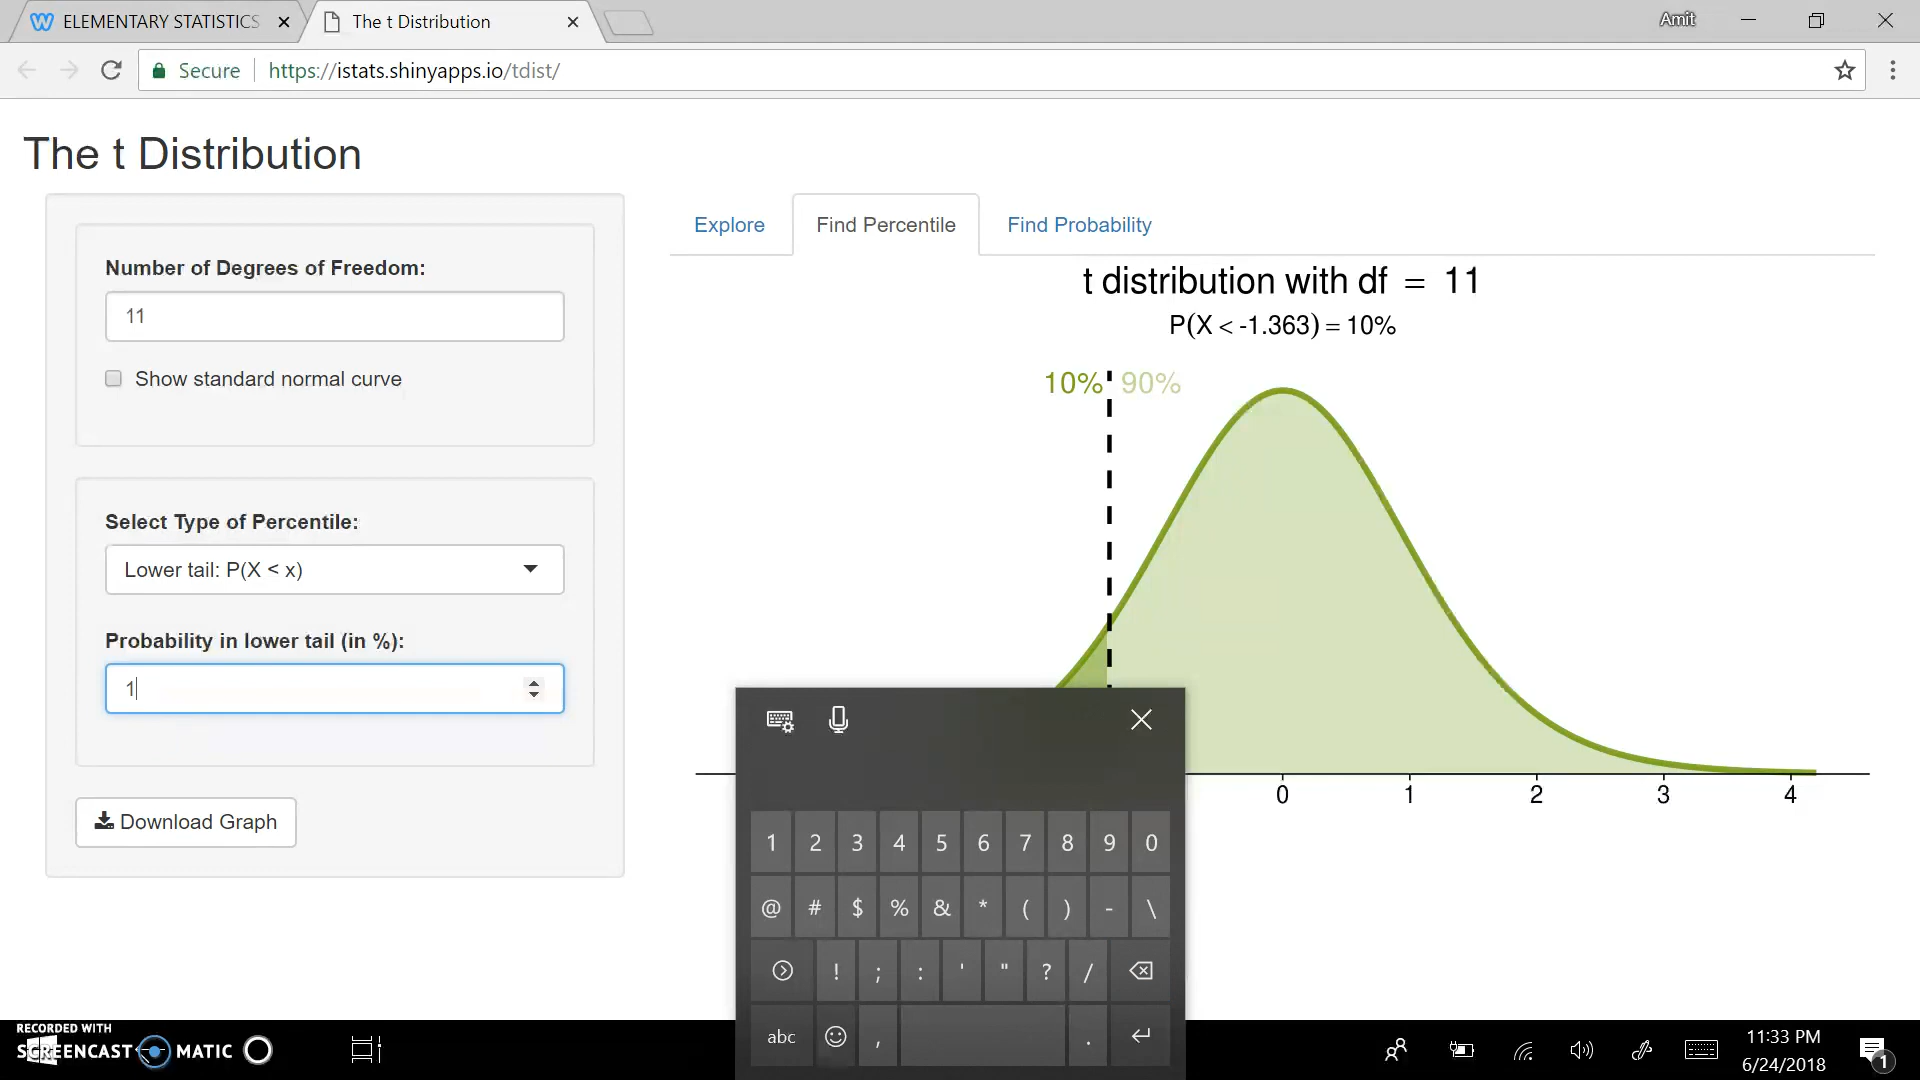 ELEMENTARY STATISTICS
The t Distribution
Amit
Secure https://istats.shinyapps.io/tdist/
The t Distribution
Number of Degrees of Freedom:
11
Show standard normal curve
Select Type of Percentile:
Lower tail: P(X < x)
Probability in lower tail (in %):
1
Download Graph
Explore Find Percentile Find Probability
t distribution with df = 11
P(X < -1.363) = 10%
10% 90%
0 1 2 3 4
1 2 3 4 5 6 7 8 9 0
@ # $ % & * ( ) - \
! ; : ' " ? /
abc , .
RECORDED WITH
SCREENCAST MATIC
11:33 PM
6/24/2018
1